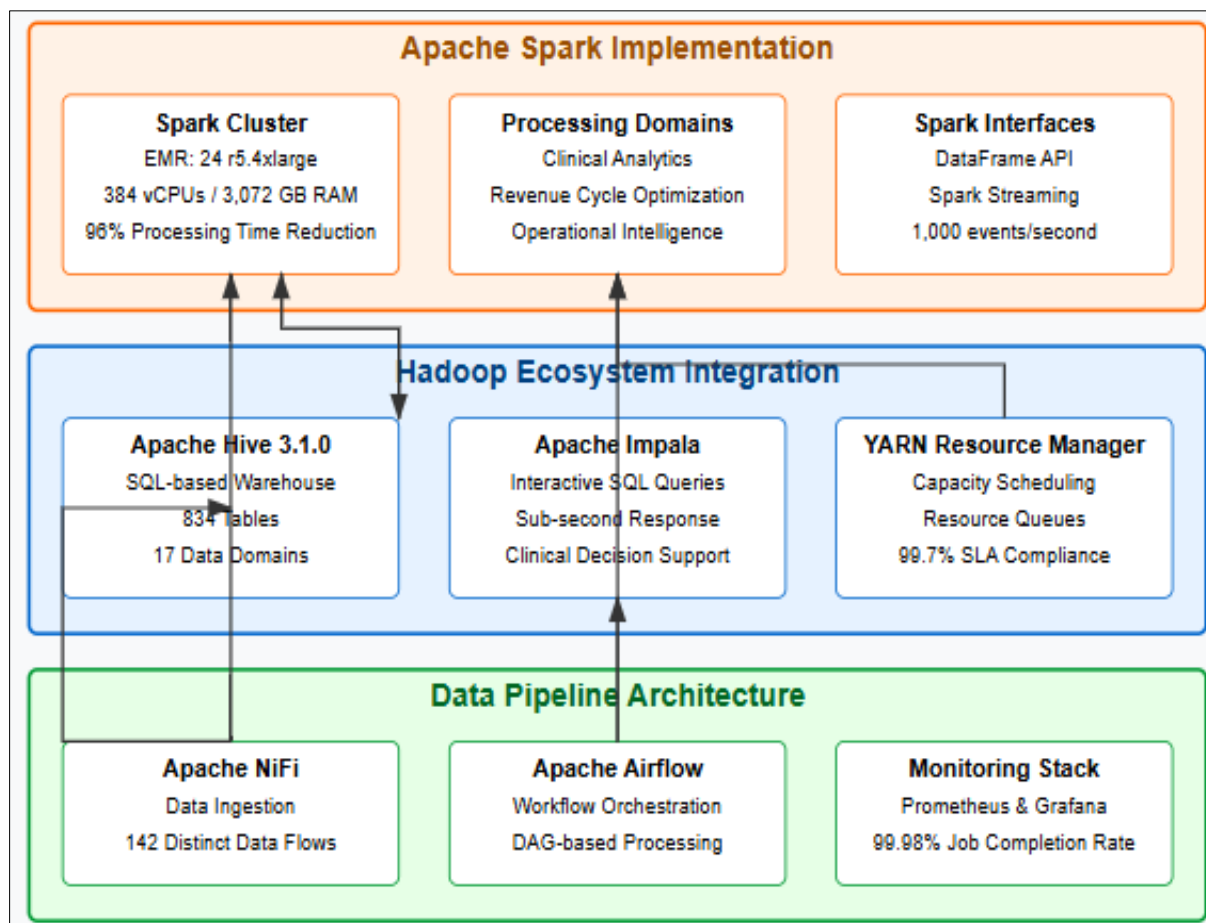 Apache Spark Implementation
Spark Cluster
EMR: 24 r5.4xlarge
384 vCPUs / 3,072 GB RAM
96% Processing Time Reduction
Processing Domains
Clinical Analytics
Revenue Cycle Optimization
Operational Intelligence
Spark Interfaces
DataFrame API
Spark Streaming
1,000 events/second
Hadoop Ecosystem Integration
Apache Hive 3.1.0
SQL-based Warehouse
834 Tables
17 Data Domains
Apache Impala
Interactive SQL Queries
Sub-second Response
Clinical Decision Support
YARN Resource Manager
Capacity Scheduling
Resource Queues
99.7% SLA Compliance
Data Pipeline Architecture
Apache NiFi
Data Ingestion
142 Distinct Data Flows
Apache Airflow
Workflow Orchestration
DAG-based Processing
Monitoring Stack
Prometheus & Grafana
99.98% Job Completion Rate